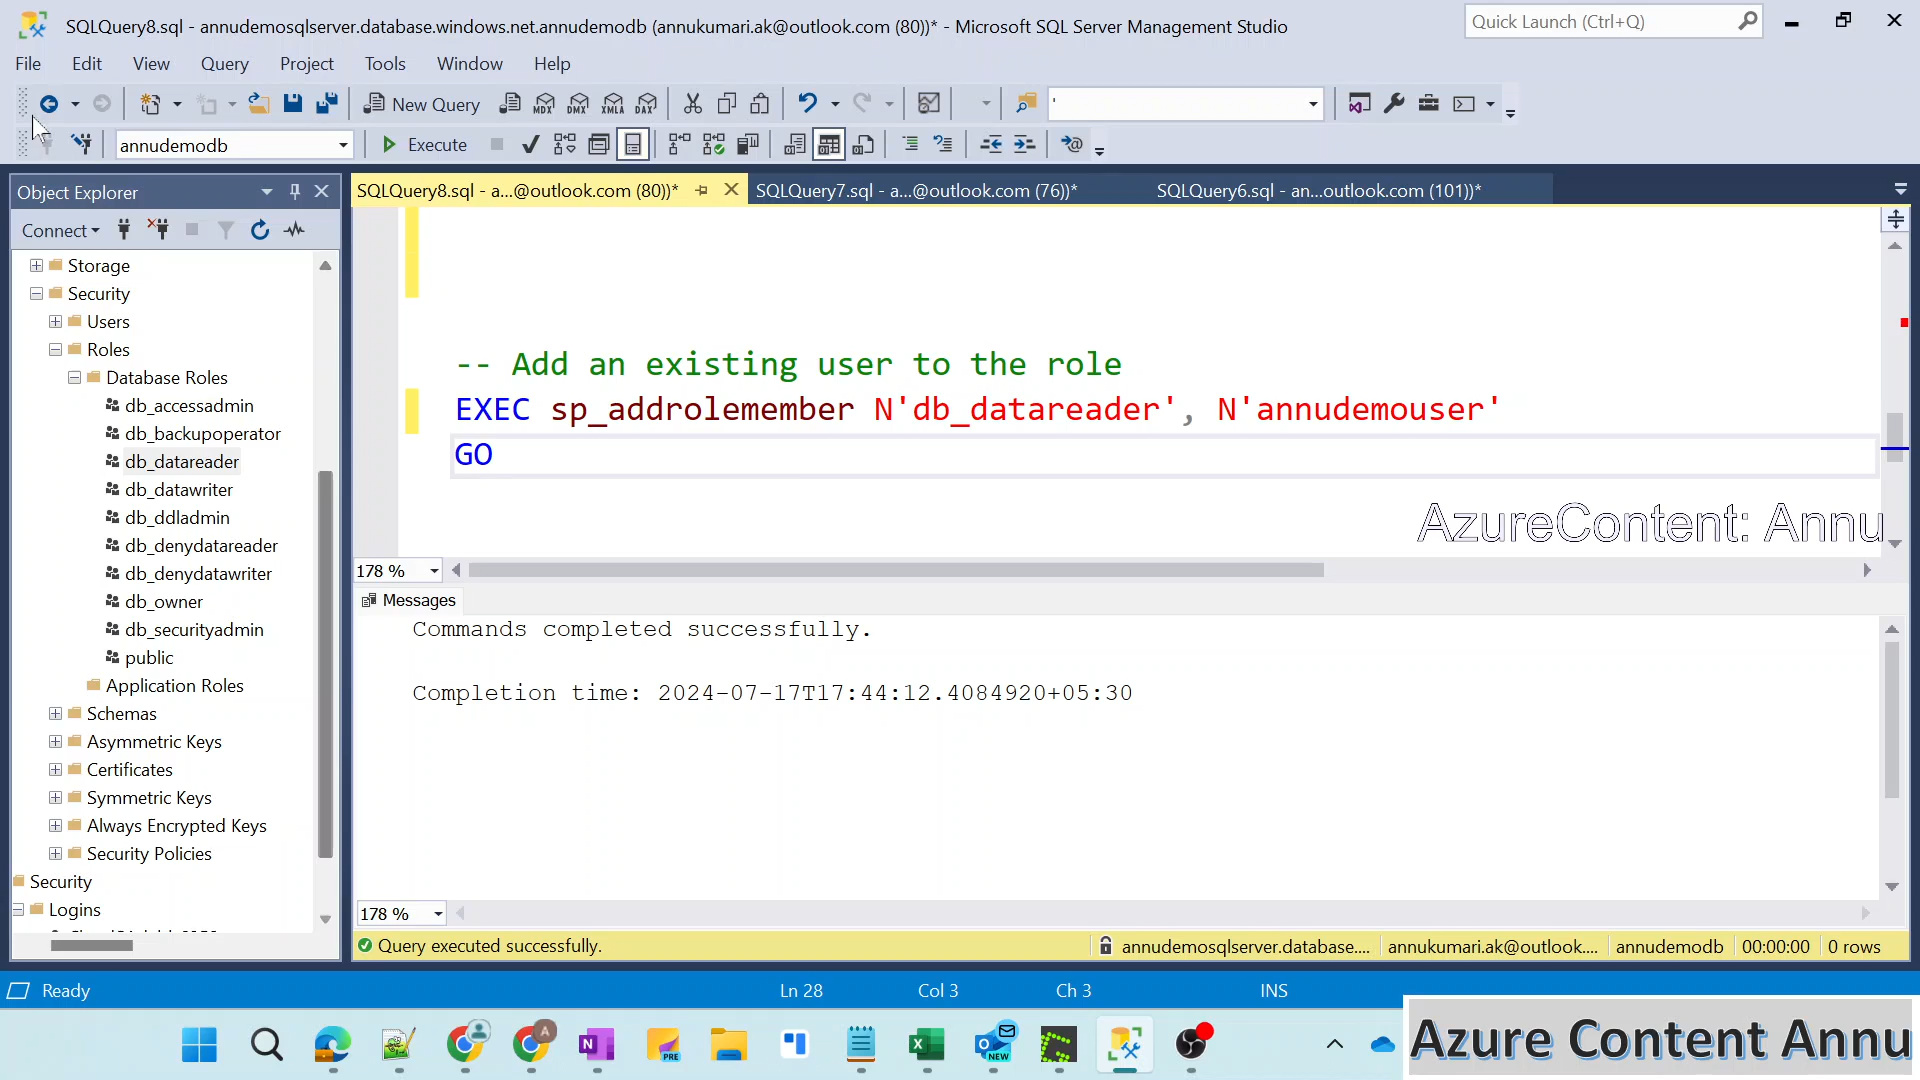 SQLQuery8.sql - annudemosqlserver.database.windows.net.annudemodb (annukumari.ak@outlook.com (80))* - Microsoft SQL Server Management Studio
Quick Launch (Ctrl+Q)
File Edit View Query Project Tools Window Help
New Query MDX DMX XMLA DAX '
annudemodb Execute
Object Explorer
SQLQuery8.sql - a...@outlook.com (80))* SQLQuery7.sql - a...@outlook.com (76))* SQLQuery6.sql - an...outlook.com (101))*
Connect
Storage
Security
Users
Roles
Database Roles
db_accessadmin
db_backupoperator
db_datareader
db_datawriter
db_ddladmin
db_denydatareader
db_denydatawriter
db_owner
db_securityadmin
public
Application Roles
Schemas
Asymmetric Keys
Certificates
Symmetric Keys
Always Encrypted Keys
Security Policies
Security
Logins
-- Add an existing user to the role
EXEC sp_addrolemember N'db_datareader', N'annudemouser'
GO
AzureContent: Annu
178 %
Messages
Commands completed successfully.
Completion time: 2024-07-17T17:44:12.4084920+05:30
178 %
Query executed successfully. annudemosqlserver.database.... annukumari.ak@outlook.... annudemodb 00:00:00 0 rows
Ready Ln 28 Col 3 Ch 3 INS
A PRE NEW
Azure Content Annu